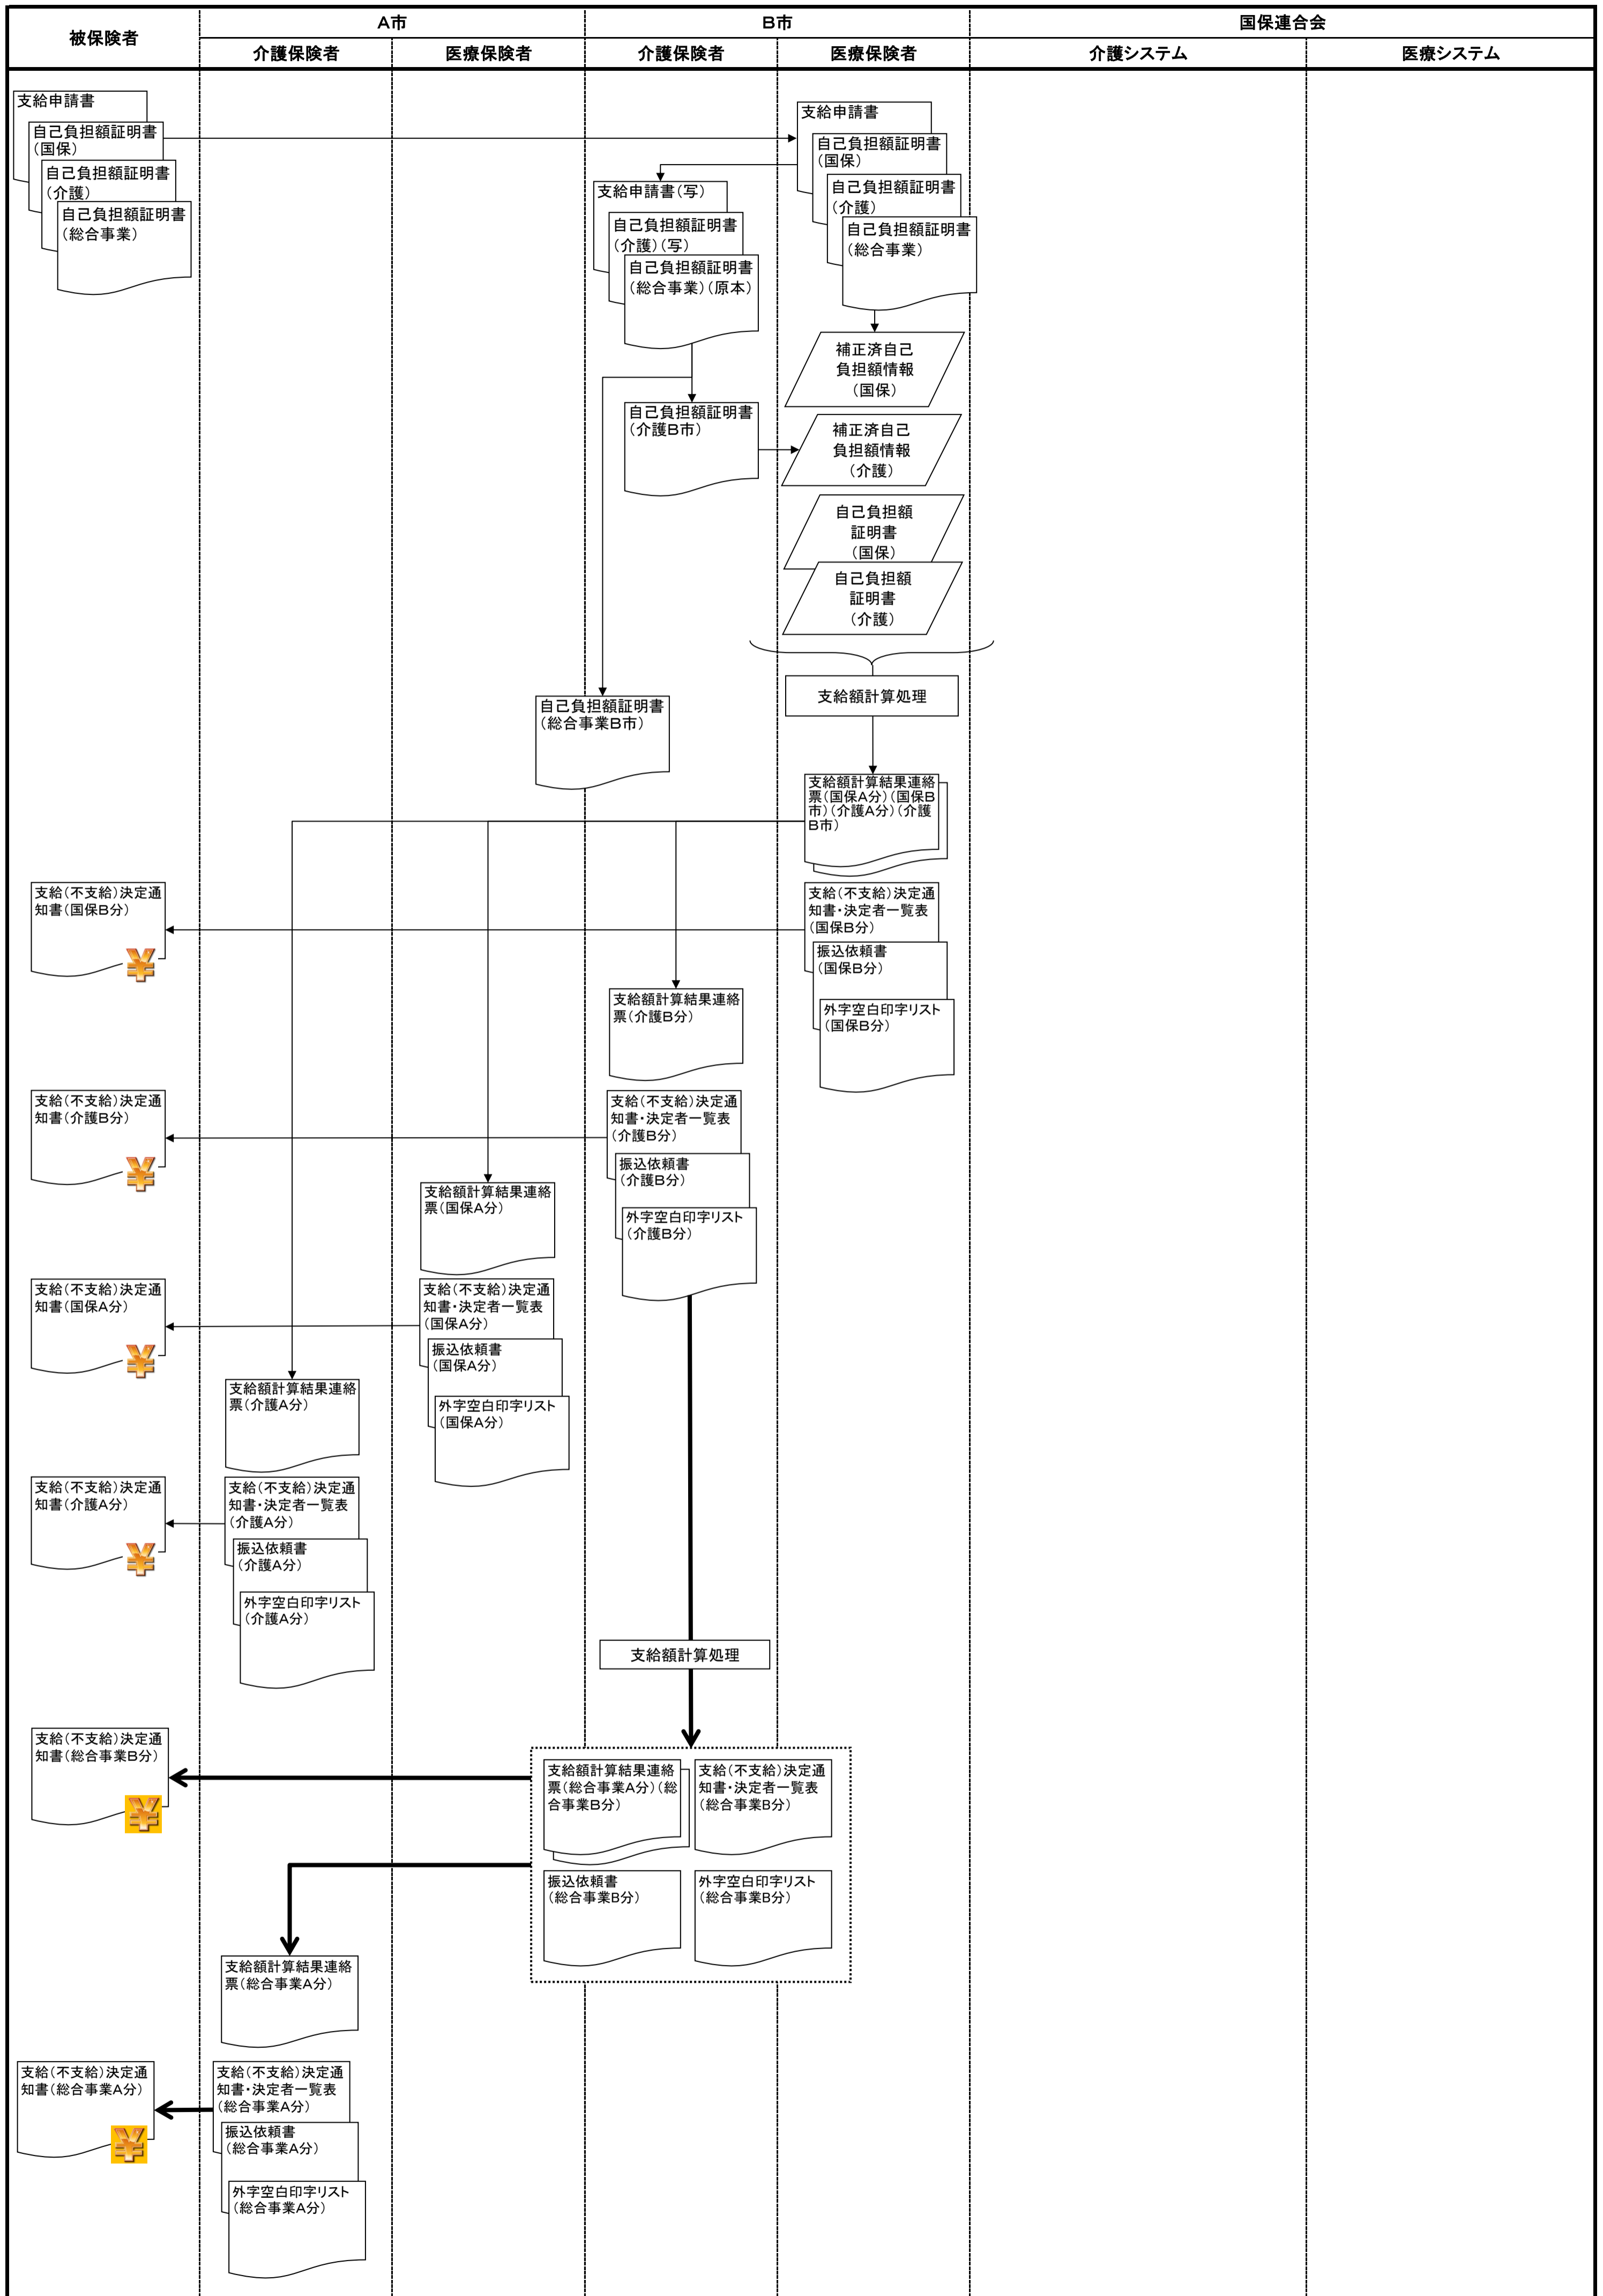 被保険者
A市
B市
国保連合会
介護保険者
医療保険者
介護保険者
医療保険者
介護システム
医療システム
支給申請書
自己負担額証明書
（国保）
自己負担額証明書
（介護）
自己負担額証明書
（総合事業）
支給申請書
自己負担額証明書
（国保）
自己負担額証明書
（介護）
自己負担額証明書
（総合事業）
支給申請書（写）
自己負担額証明書
（介護）（写）
自己負担額証明書
（総合事業）（原本）
補正済自己
負担額情報
（国保）
自己負担額証明書
（介護B市）
補正済自己
負担額情報
（介護）
自己負担額
証明書
（国保）
自己負担額
証明書
（介護）
支給額計算処理
自己負担額証明書
（総合事業B市）
支給額計算結果連絡
票（国保A分）（国保B
市）（介護A分）（介護
B市）
支給（不支給）決定通
知書（国保B分）
支給（不支給）決定通
知書・決定者一覧表
（国保B分）
振込依頼書
（国保B分）
外字空白印字リスト
（国保B分）
支給額計算結果連絡
票（介護B分）
支給（不支給）決定通
知書（介護B分）
支給（不支給）決定通
知書・決定者一覧表
（介護B分）
振込依頼書
（介護B分）
外字空白印字リスト
（介護B分）
支給額計算結果連絡
票（国保A分）
支給（不支給）決定通
知書（国保A分）
支給（不支給）決定通
知書・決定者一覧表
（国保A分）
振込依頼書
（国保A分）
外字空白印字リスト
（国保A分）
支給額計算結果連絡
票（介護A分）
支給（不支給）決定通
知書（介護A分）
支給（不支給）決定通
知書・決定者一覧表
（介護A分）
振込依頼書
（介護A分）
外字空白印字リスト
（介護A分）
支給額計算処理
支給（不支給）決定通
知書（総合事業B分）
支給額計算結果連絡
票（総合事業A分）（総
合事業B分）
支給（不支給）決定通
知書・決定者一覧表
（総合事業B分）
振込依頼書
（総合事業B分）
外字空白印字リスト
（総合事業B分）
支給額計算結果連絡
票（総合事業A分）
支給（不支給）決定通
知書（総合事業A分）
支給（不支給）決定通
知書・決定者一覧表
（総合事業A分）
振込依頼書
（総合事業A分）
外字空白印字リスト
（総合事業A分）
¥
¥
¥
¥
¥
¥